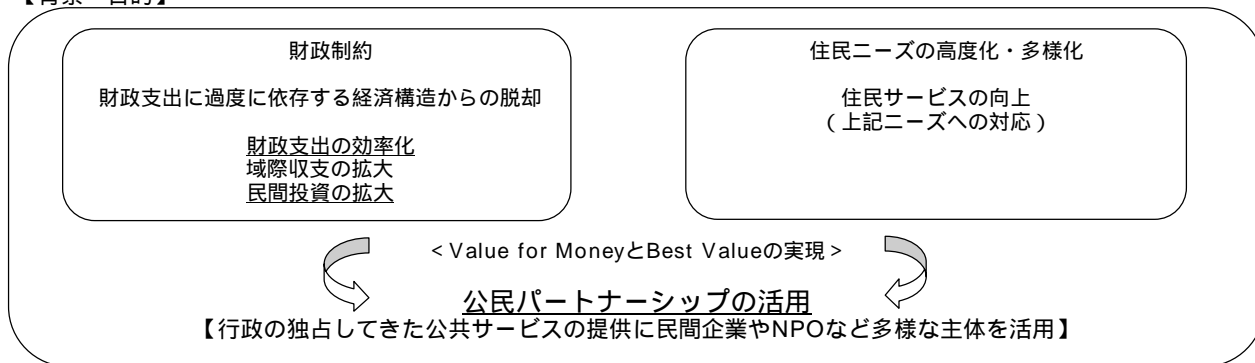 財政制約
財政支出に過度に依存する経済構造からの脱却
財政支出の効率化
域際収支の拡大
民間投資の拡大
住民ニーズの高度化・多様化
住民サービスの向上
(上記ニーズへの対応)
<Value for MoneyとBest Valueの実現>
公民パートナーシップの活用
【行政の独占してきた公共サービスの提供に民間企業やNPOなど多様な主体を活用】